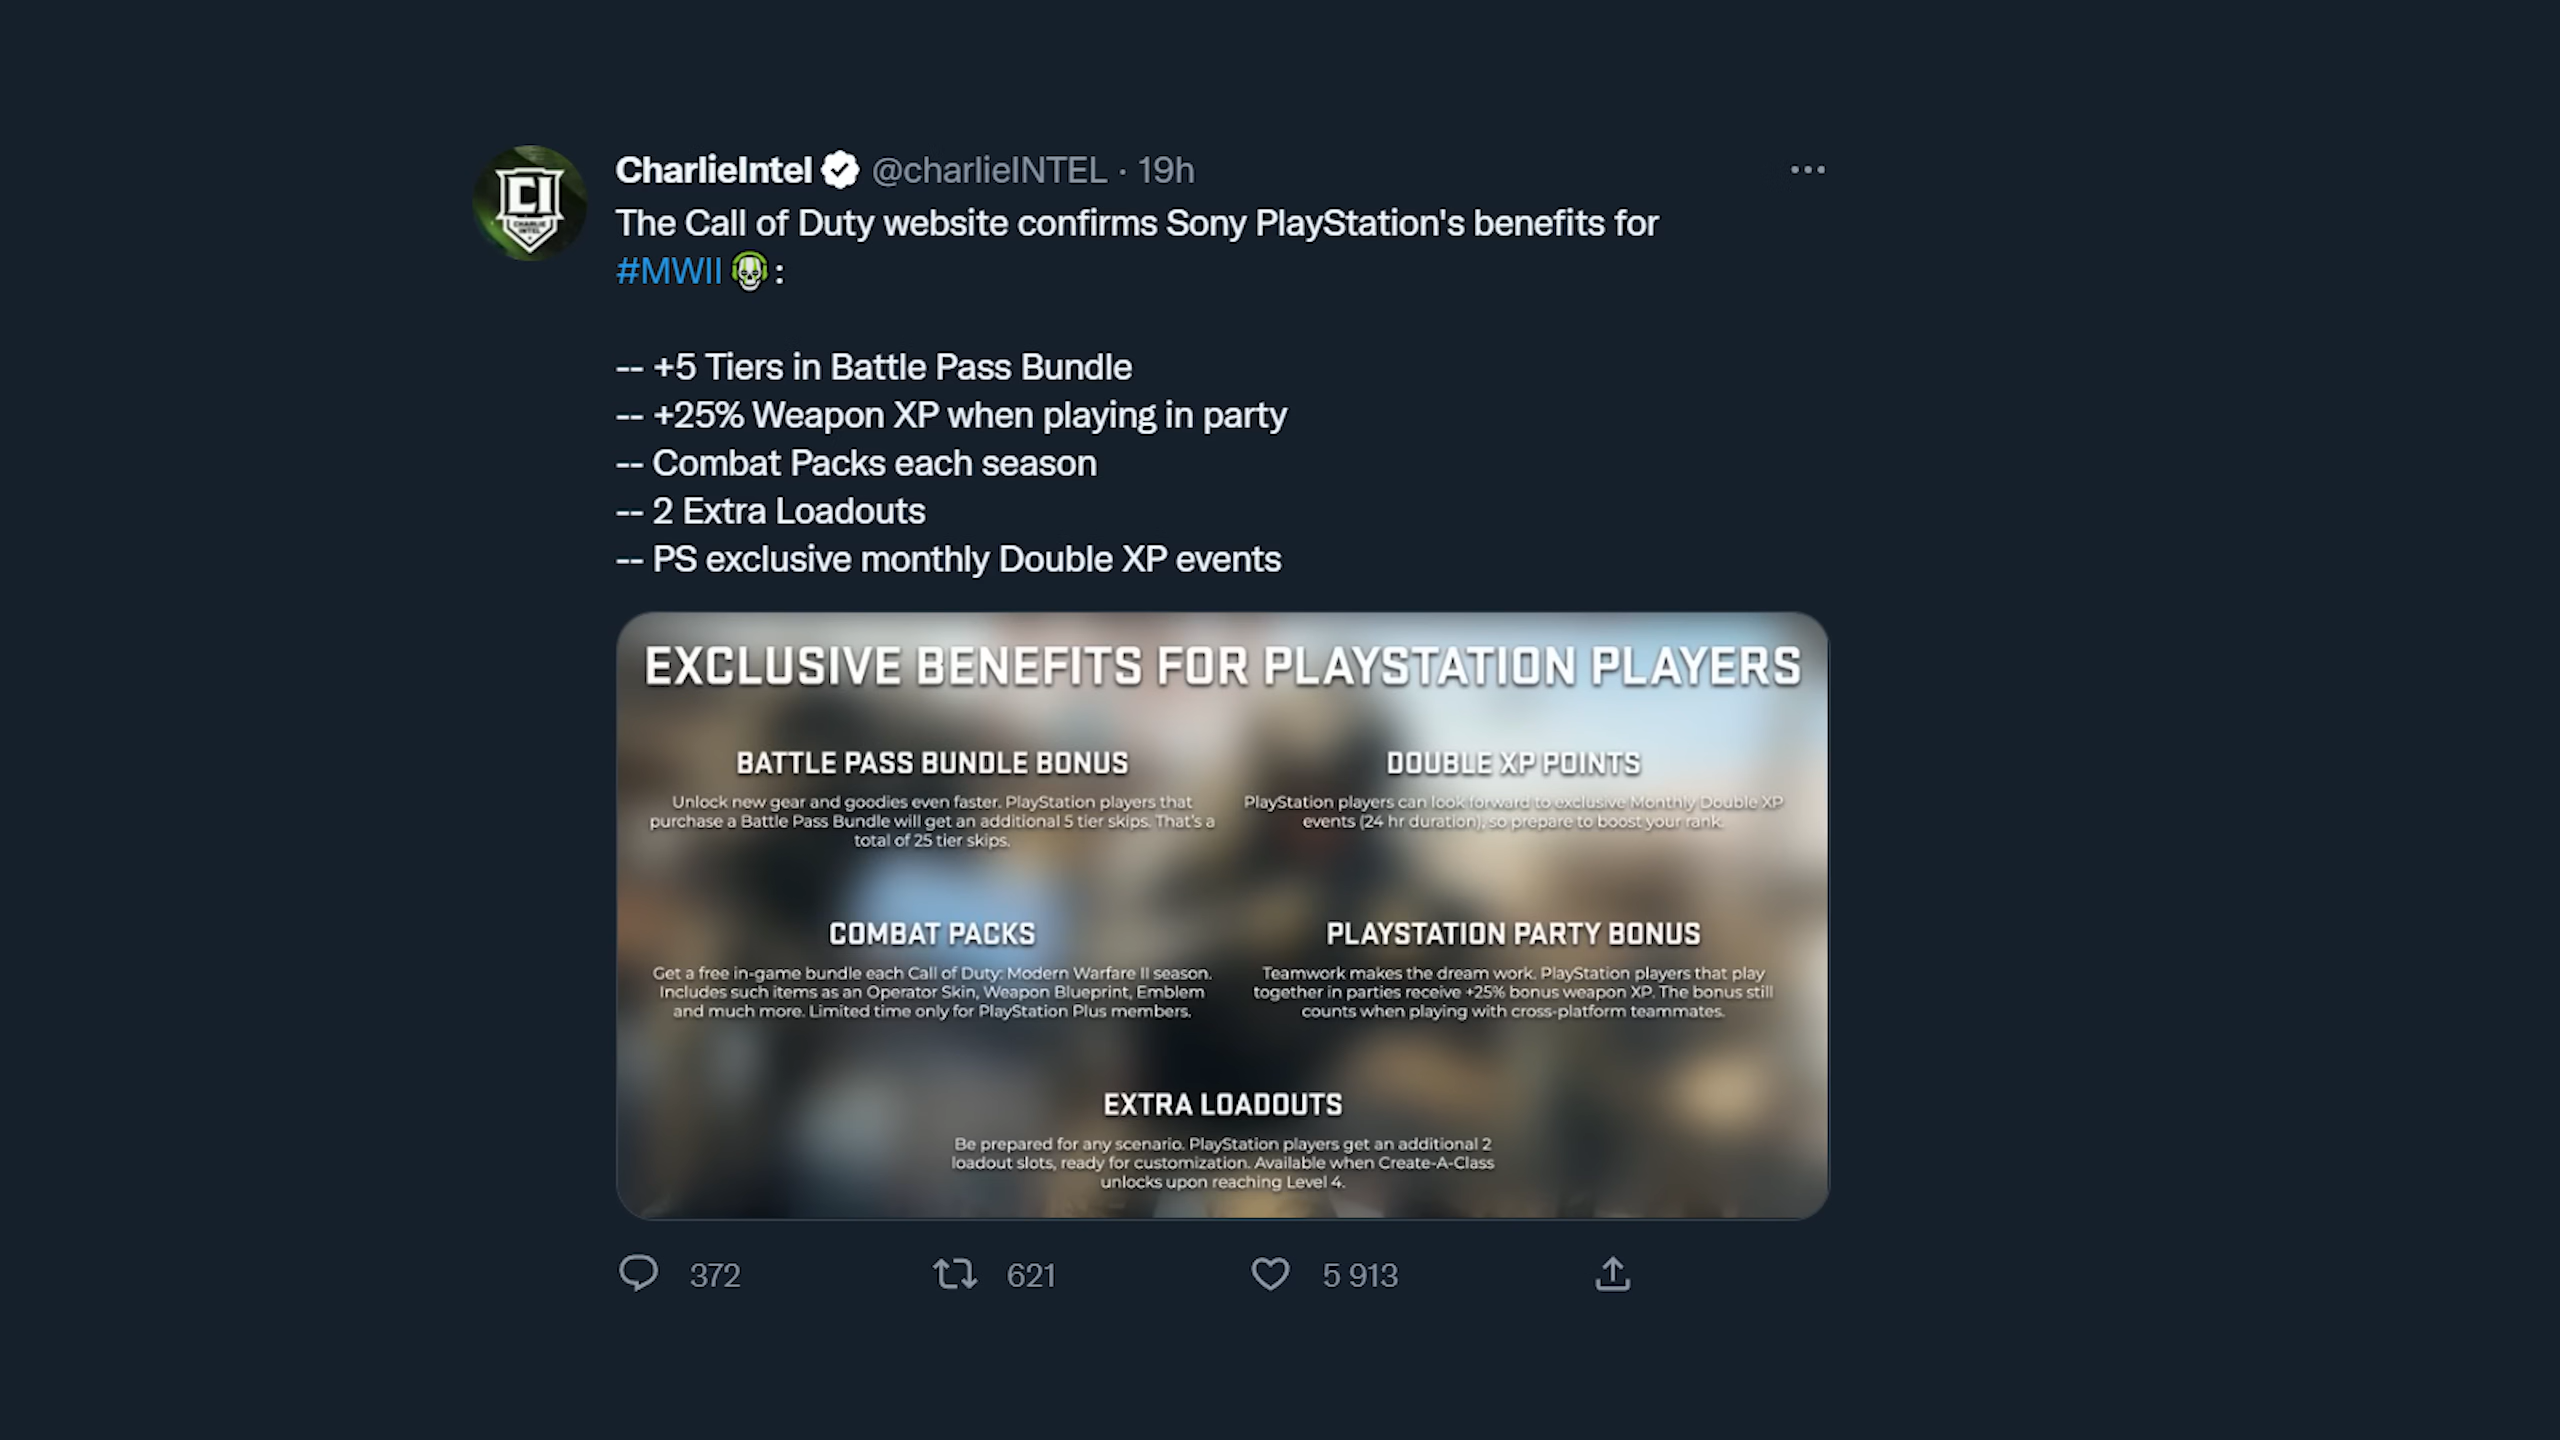 CharlieIntel @charlieINTEL · 19h
The Call of Duty website confirms Sony PlayStation's benefits for
#MWII :
-- +5 Tiers in Battle Pass Bundle
-- +25% Weapon XP when playing in party
-- Combat Packs each season
-- 2 Extra Loadouts
-- PS exclusive monthly Double XP events
EXCLUSIVE BENEFITS FOR PLAYSTATION PLAYERS
BATTLE PASS BUNDLE BONUS
Unlock new gear and goodies even faster. PlayStation players that
purchase a Battle Pass Bundle will get an additional 5 tier skips. That's a
total of 25 tier skips.
DOUBLE XP POINTS
PlayStation players can look forward to exclusive Monthly Double XP
events (24 hr duration), so prepare to boost your rank.
COMBAT PACKS
Get a free in-game bundle each Call of Duty: Modern Warfare II season.
Includes such items as an Operator Skin, Weapon Blueprint, Emblem
and much more. Limited time only for PlayStation Plus members.
PLAYSTATION PARTY BONUS
Teamwork makes the dream work. PlayStation players that play
together in parties receive +25% bonus weapon XP. The bonus still
counts when playing with cross-platform teammates.
EXTRA LOADOUTS
Be prepared for any scenario. PlayStation players get an additional 2
loadout slots, ready for customization. Available when Create-A-Class
unlocks upon reaching Level 4.
372 621 5 913
CI
CHARLIE
INTEL